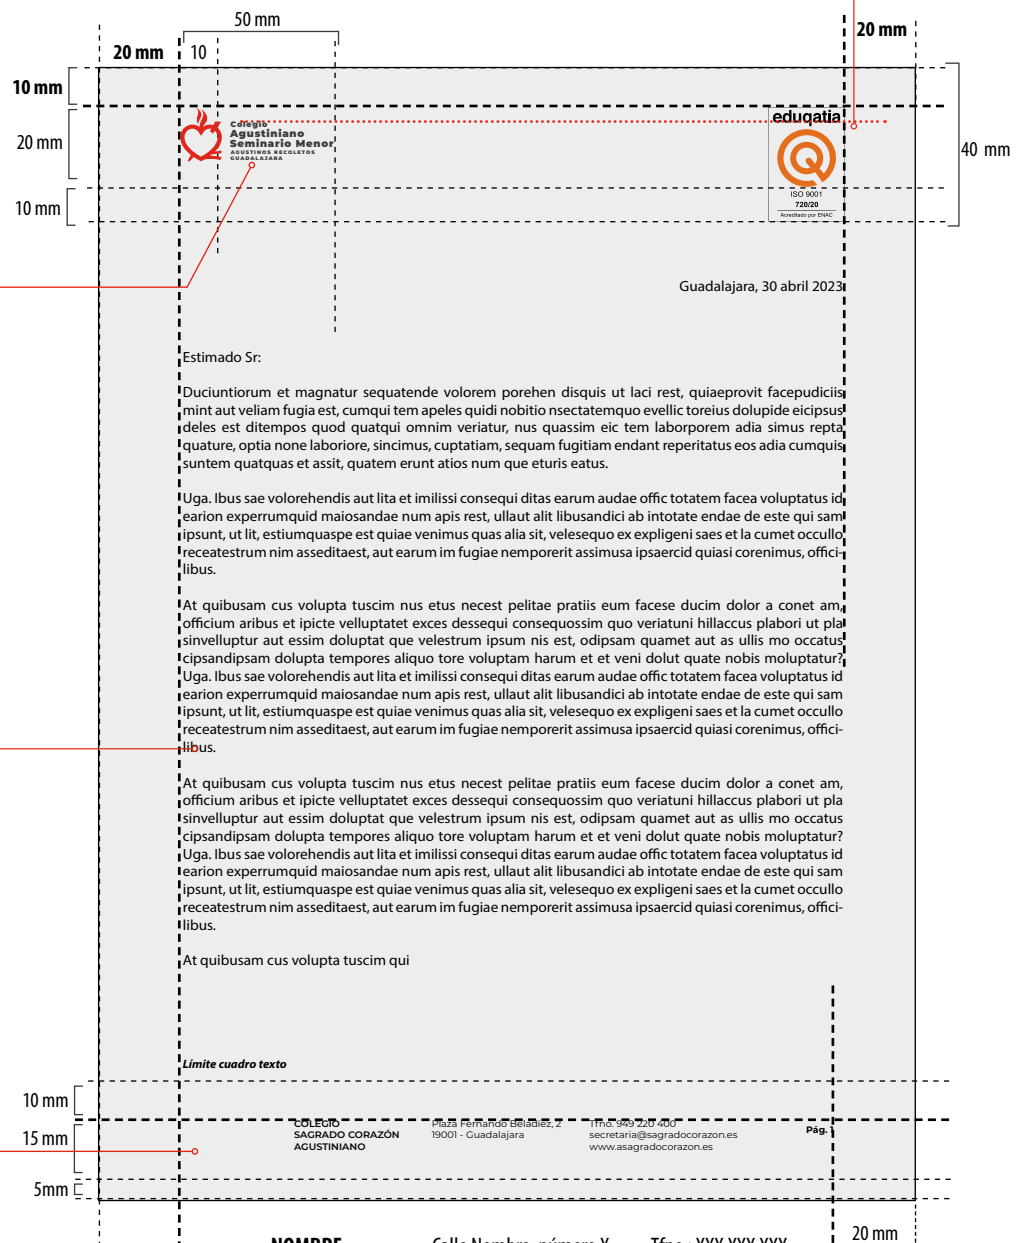 50 mm
20 mm
20 mm
10
10 mm
20 mm
10 mm
40 mm
Colegio
Agustiniano
Seminario Menor
AGUSTINOS RECOLETOS
GUADALAJARA
eduqatia
ISO 9001
720/20
Acreditado por ENAC
Guadalajara, 30 abril 2023
Estimado Sr:
Duciuntiorum et magnatur sequatende volorem porehen disquis ut laci rest, quiaeprovit facepudiciis
mint aut veliam fugia est, cumqui tem apeles quidi nobitio nsectatemquo evellic toreius dolupide eicipsus
deles est ditempos quod quatqui omnim veriatur, nus quassim eic tem laborporem adia simus repta
quature, optia none laboriore, sincimus, cuptatiam, sequam fugitiam endant reperitatus eos adia cumquis
suntem quatquas et assit, quatem erunt atios num que eturis eatus.
Uga. Ibus sae volorehendis aut lita et imilissi consequi ditas earum audae offic totatem facea voluptatus id
earion experrumquid maiosandae num apis rest, ullaut alit libusandici ab intotate endae de este qui sam
ipsunt, ut lit, estiumquaspe est quiae venimus quas alia sit, velesequo ex expligeni saes et la cumet occullo
receatestrum nim asseditaest, aut earum im fugiae nemporerit assimusa ipsaercid quiasi corenimus, offici-
libus.
At quibusam cus volupta tuscim nus etus necest pelitae pratiis eum facese ducim dolor a conet am,
officium aribus et ipicte velluptatet exces dessequi consequossim quo veriatuni hillaccus plabori ut pla
sinvelluptur aut essim doluptat que velestrum ipsum nis est, odipsam quamet aut as ullis mo occatus
cipsandipsam dolupta tempores aliquo tore voluptam harum et et veni dolut quate nobis moluptatur?
Uga. Ibus sae volorehendis aut lita et imilissi consequi ditas earum audae offic totatem facea voluptatus id
earion experrumquid maiosandae num apis rest, ullaut alit libusandici ab intotate endae de este qui sam
ipsunt, ut lit, estiumquaspe est quiae venimus quas alia sit, velesequo ex expligeni saes et la cumet occullo
receatestrum nim asseditaest, aut earum im fugiae nemporerit assimusa ipsaercid quiasi corenimus, offici-
libus.
At quibusam cus volupta tuscim nus etus necest pelitae pratiis eum facese ducim dolor a conet am,
officium aribus et ipicte velluptatet exces dessequi consequossim quo veriatuni hillaccus plabori ut pla
sinvelluptur aut essim doluptat que velestrum ipsum nis est, odipsam quamet aut as ullis mo occatus
cipsandipsam dolupta tempores aliquo tore voluptam harum et et veni dolut quate nobis moluptatur?
Uga. Ibus sae volorehendis aut lita et imilissi consequi ditas earum audae offic totatem facea voluptatus id
earion experrumquid maiosandae num apis rest, ullaut alit libusandici ab intotate endae de este qui sam
ipsunt, ut lit, estiumquaspe est quiae venimus quas alia sit, velesequo ex expligeni saes et la cumet occullo
receatestrum nim asseditaest, aut earum im fugiae nemporerit assimusa ipsaercid quiasi corenimus, offici-
libus.
At quibusam cus volupta tuscim qui
Límite cuadro texto
10 mm
15 mm
5mm
COLEGIO
SAGRADO CORAZÓN
AGUSTINIANO
Plaza Fernando Beladiez, 2
19001 - Guadalajara
Tfno. 949 220 400
secretaria@sagradocorazon.es
www.asagradocorazon.es
Pág. 1
20 mm
NOMBRE
Calle Nombre, número X
Tfno.: XXX XXX XXX